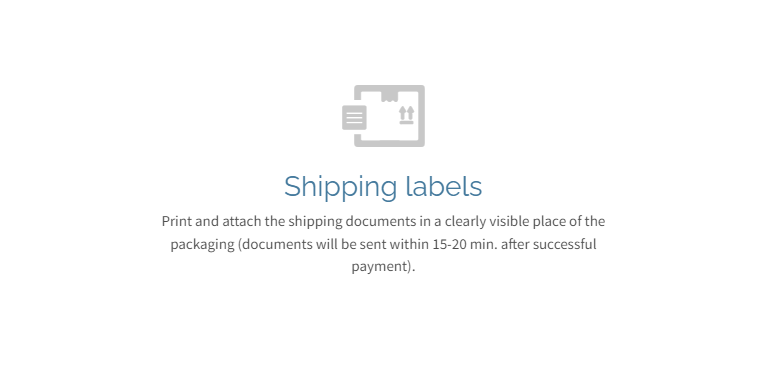 Shipping labels
Print and attach the shipping documents in a clearly visible place of the
packaging (documents will be sent within 15-20 min. after successful
payment).